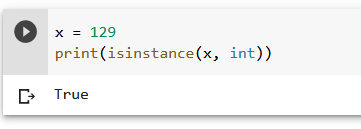 x = 129
print(isinstance(x, int))
True